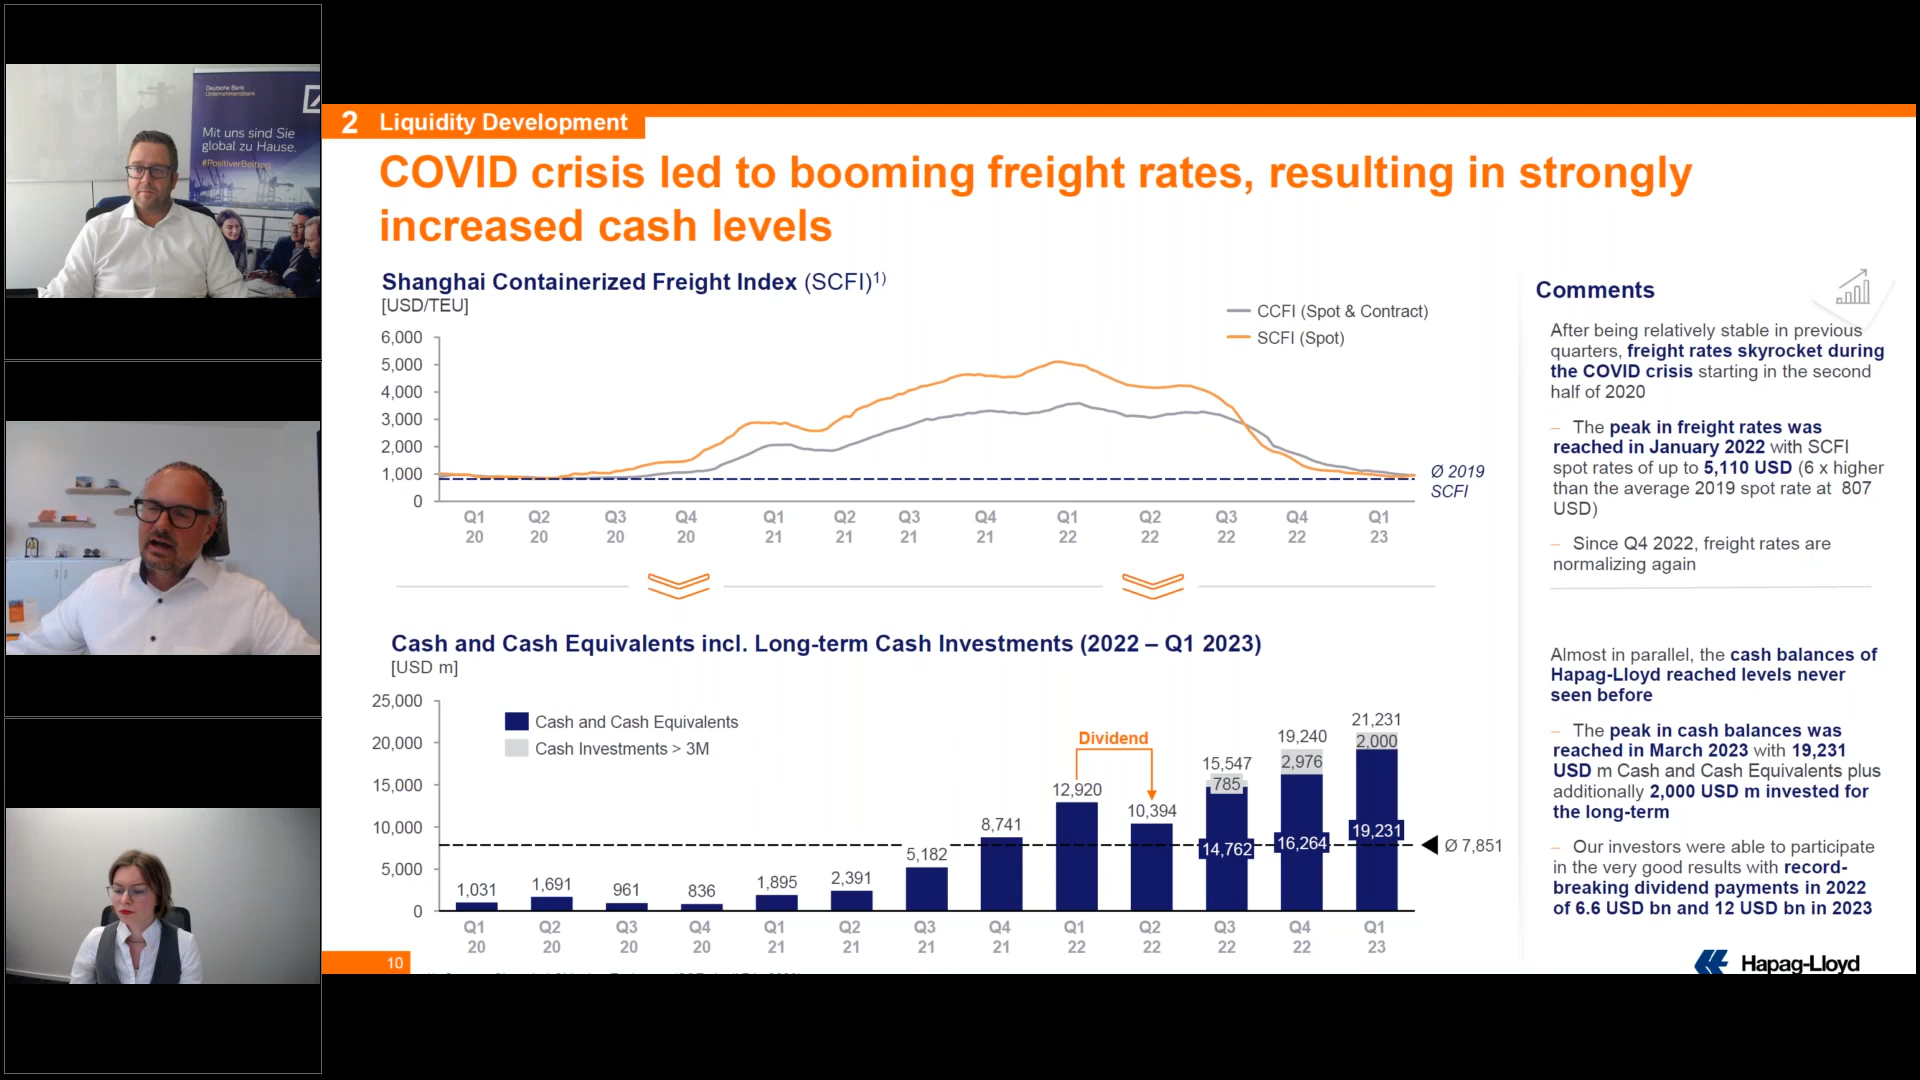 Deutsche Bank
Unternehmensbank
Mit uns sind Sie
global zu Hause.
#PositiverBeitrag
2 Liquidity Development
COVID crisis led to booming freight rates, resulting in strongly
increased cash levels
Shanghai Containerized Freight Index (SCFI)1)
[USD/TEU]
CCFI (Spot & Contract)
SCFI (Spot)
6,000
5,000
4,000
3,000
2,000
1,000
0
Ø 2019
SCFI
Q1 Q2 Q3 Q4 Q1 Q2 Q3 Q4 Q1 Q2 Q3 Q4 Q1
20 20 20 20 21 21 21 21 22 22 22 22 23
Cash and Cash Equivalents incl. Long-term Cash Investments (2022 – Q1 2023)
[USD m]
Cash and Cash Equivalents
Cash Investments > 3M
25,000
20,000
15,000
10,000
5,000
0
Dividend
1,031
1,691
961
836
1,895
2,391
5,182
8,741
12,920
10,394
15,547
785
14,762
19,240
2,976
16,264
21,231
2,000
19,231
Ø 7,851
Q1 Q2 Q3 Q4 Q1 Q2 Q3 Q4 Q1 Q2 Q3 Q4 Q1
20 20 20 20 21 21 21 21 22 22 22 22 23
10
Comments
After being relatively stable in previous
quarters, freight rates skyrocket during
the COVID crisis starting in the second
half of 2020
– The peak in freight rates was
reached in January 2022 with SCFI
spot rates of up to 5,110 USD (6 x higher
than the average 2019 spot rate at 807
USD)
– Since Q4 2022, freight rates are
normalizing again
Almost in parallel, the cash balances of
Hapag-Lloyd reached levels never
seen before
– The peak in cash balances was
reached in March 2023 with 19,231
USD m Cash and Cash Equivalents plus
additionally 2,000 USD m invested for
the long-term
– Our investors were able to participate
in the very good results with record-
breaking dividend payments in 2022
of 6.6 USD bn and 12 USD bn in 2023
Hapag-Lloyd